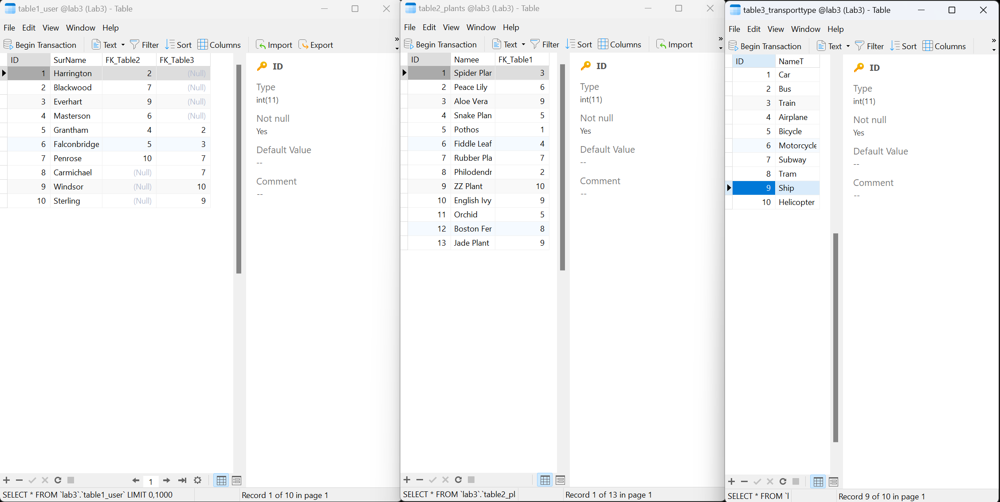 table1_user @lab3 (Lab3) - Table
File Edit View Window Help
Begin Transaction Text Filter Sort Columns Import Export »
ID SurName FK_Table2 FK_Table3
1 Harrington 2 (Null)
2 Blackwood 7 (Null)
3 Everhart 9 (Null)
4 Masterson 6 (Null)
5 Grantham 4 2
6 Falconbridge 5 3
7 Penrose 10 7
8 Carmichael (Null) 7
9 Windsor (Null) 10
10 Sterling (Null) 9
ID
Type
int(11)
Not null
Yes
Default Value
--
Comment
--
1
SELECT * FROM `lab3`.`table1_user` LIMIT 0,1000
Record 1 of 10 in page 1
table2_plants @lab3 (Lab3) - Table
File Edit View Window Help
Begin Transaction Text Filter Sort Columns Import »
ID Namee FK_Table1
1 Spider Plar 3
2 Peace Lily 6
3 Aloe Vera 9
4 Snake Plan 5
5 Pothos 1
6 Fiddle Leaf 4
7 Rubber Pla 7
8 Philodendr 2
9 ZZ Plant 10
10 English Ivy 9
11 Orchid 5
12 Boston Fer 8
13 Jade Plant 9
ID
Type
int(11)
Not null
Yes
Default Value
--
Comment
--
SELECT * FROM `lab3`.`table2_pl
Record 1 of 13 in page 1
table3_transporttype @lab3 (Lab3) - Table
File Edit View Window Help
Begin Transaction Text Filter Sort Columns »
ID NameT
1 Car
2 Bus
3 Train
4 Airplane
5 Bicycle
6 Motorcycle
7 Subway
8 Tram
9 Ship
10 Helicopter
ID
Type
int(11)
Not null
Yes
Default Value
--
Comment
--
SELECT * FROM `l
Record 9 of 10 in page 1